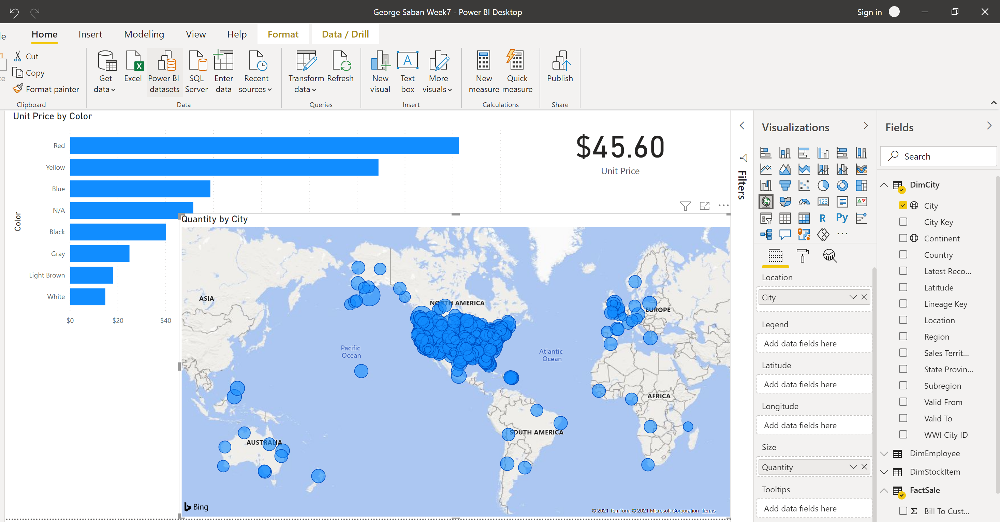 George Saban Week7 - Power BI Desktop
Sign in
Home
Insert
Modeling
View
Help
Format
Data / Drill
Cut
Copy
Format painter
Clipboard
Get data
Excel
Power BI datasets
SQL Server
Enter data
Recent sources
Data
Transform data
Refresh
Queries
New visual
A
Text box
More visuals
Insert
New measure
Quick measure
Calculations
Publish
Share
Unit Price by Color
Color
Red
Yellow
Blue
N/A
Black
Gray
Light Brown
White
$0
$20
$40
$45.60
Unit Price
Quantity by City
ASIA
NORTH AMERICA
EUROPE
Pacific
Ocean
Atlantic
Ocean
AFRICA
SOUTH AMERICA
AUSTRALIA
Bing
© 2021 TomTom, © 2021 Microsoft Corporation Terms
Filters
Visualizations
123
R
Py
Location
City
Legend
Add data fields here
Latitude
Add data fields here
Longitude
Add data fields here
Size
Quantity
Tooltips
Add data fields here
Fields
Search
DimCity
City
City Key
Continent
Country
Latest Reco...
Latitude
Lineage Key
Location
Region
Sales Territ...
State Provin...
Subregion
Valid From
Valid To
WWI City ID
DimEmployee
DimStockItem
FactSale
Σ Bill To Cust...